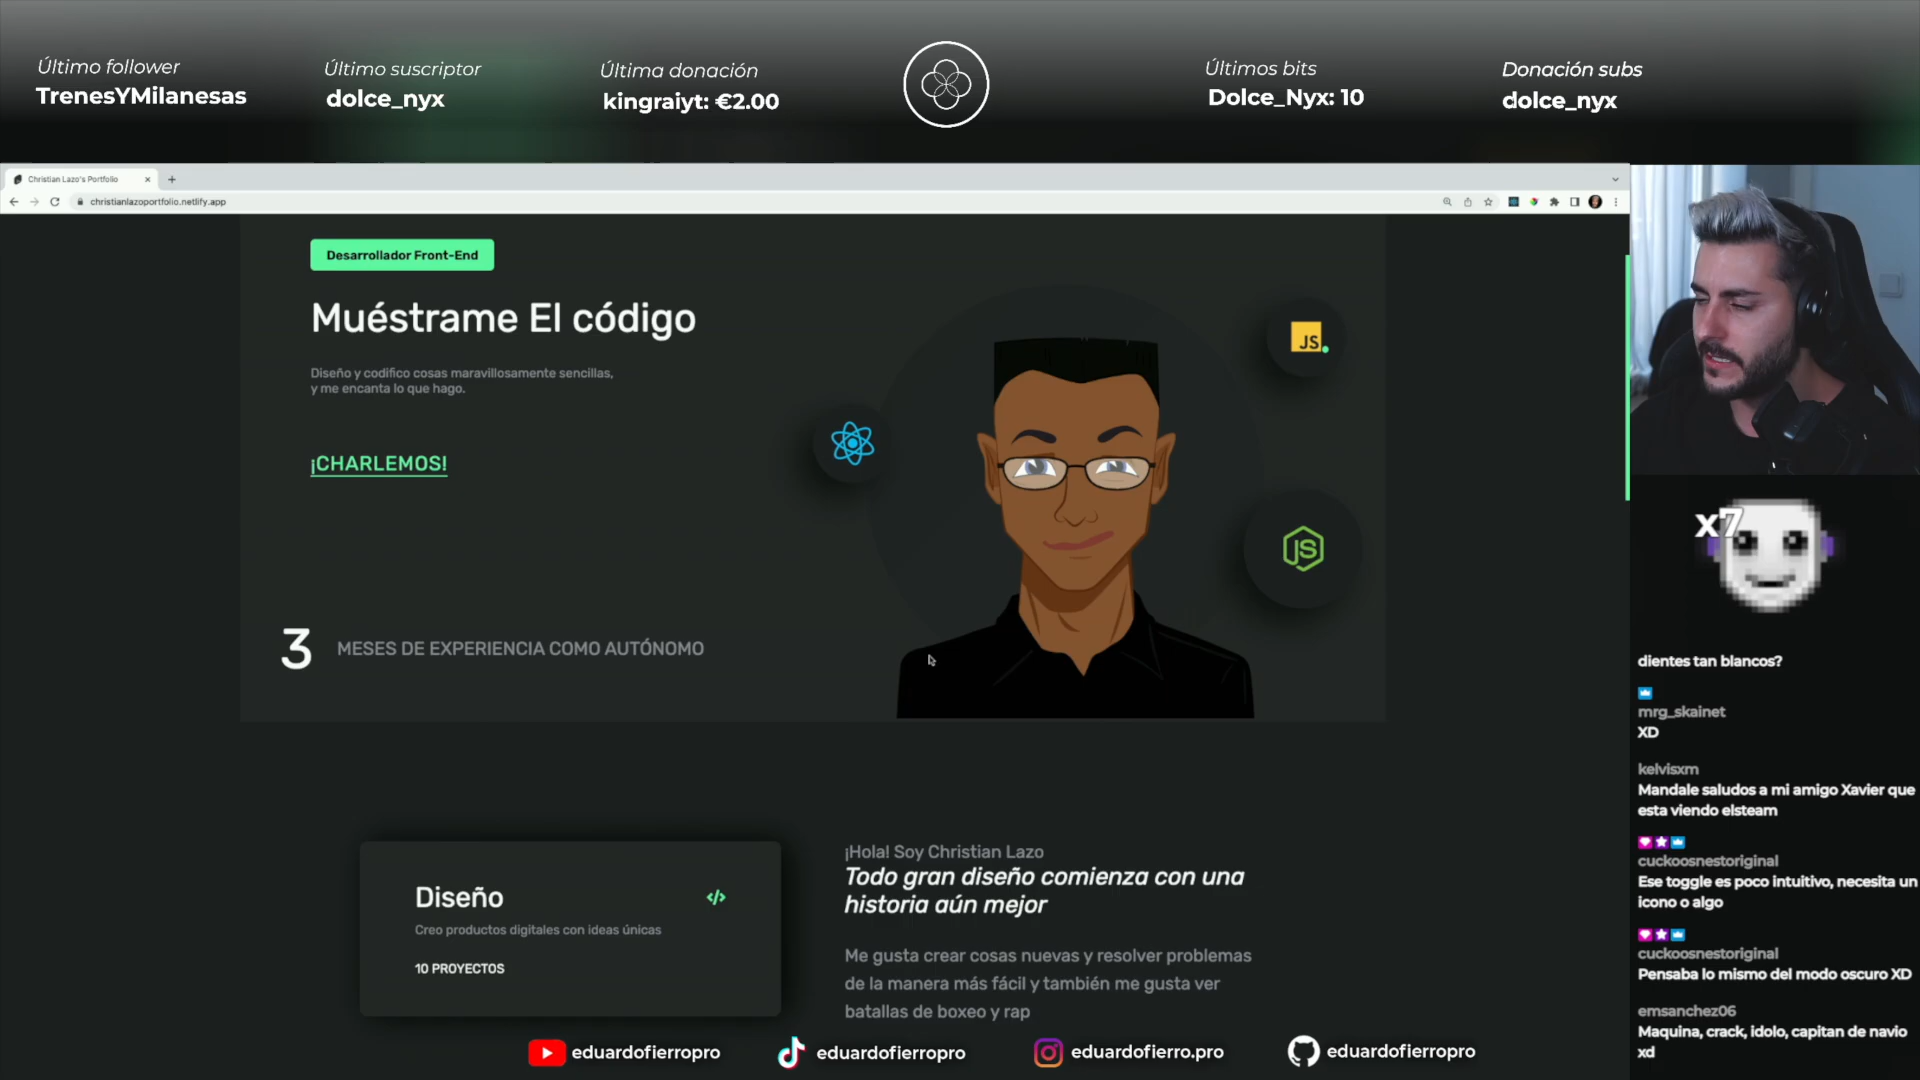 Último follower
TrenesYMilanesas
Último suscriptor
dolce_nyx
Última donación
kingraiyt: €2.00
Últimos bits
Dolce_Nyx: 10
Donación subs
dolce_nyx
Christian Lazo's Portfolio
christianlazoportfolio.netlify.app
Desarrollador Front-End
Muéstrame El código
Diseño y codifico cosas maravillosamente sencillas,
y me encanta lo que hago.
¡CHARLEMOS!
JS
JS
3
MESES DE EXPERIENCIA COMO AUTÓNOMO
Diseño
</>
Creo productos digitales con ideas únicas
10 PROYECTOS
¡Hola! Soy Christian Lazo
Todo gran diseño comienza con una
historia aún mejor
Me gusta crear cosas nuevas y resolver problemas
de la manera más fácil y también me gusta ver
batallas de boxeo y rap
x7
dientes tan blancos?
mrg_skainet
XD
kelvisxm
Mandale saludos a mi amigo Xavier que
esta viendo elsteam
cuckoosnestoriginal
Ese toggle es poco intuitivo, necesita un
icono o algo
cuckoosnestoriginal
Pensaba lo mismo del modo oscuro XD
emsanchez06
Maquina, crack, idolo, capitan de navio
xd
eduardofierropro
eduardofierropro
eduardofierro.pro
eduardofierropro